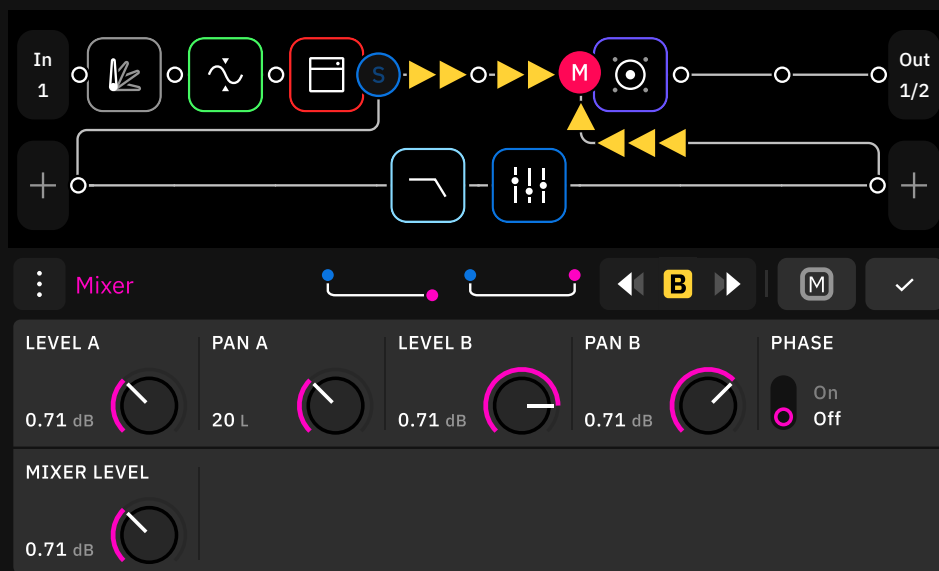 In
1
S
M
Out
1/2
Mixer
B
M
LEVEL A
PAN A
LEVEL B
PAN B
PHASE
0.71 dB
20 L
0.71 dB
0.71 dB
On
Off
MIXER LEVEL
0.71 dB